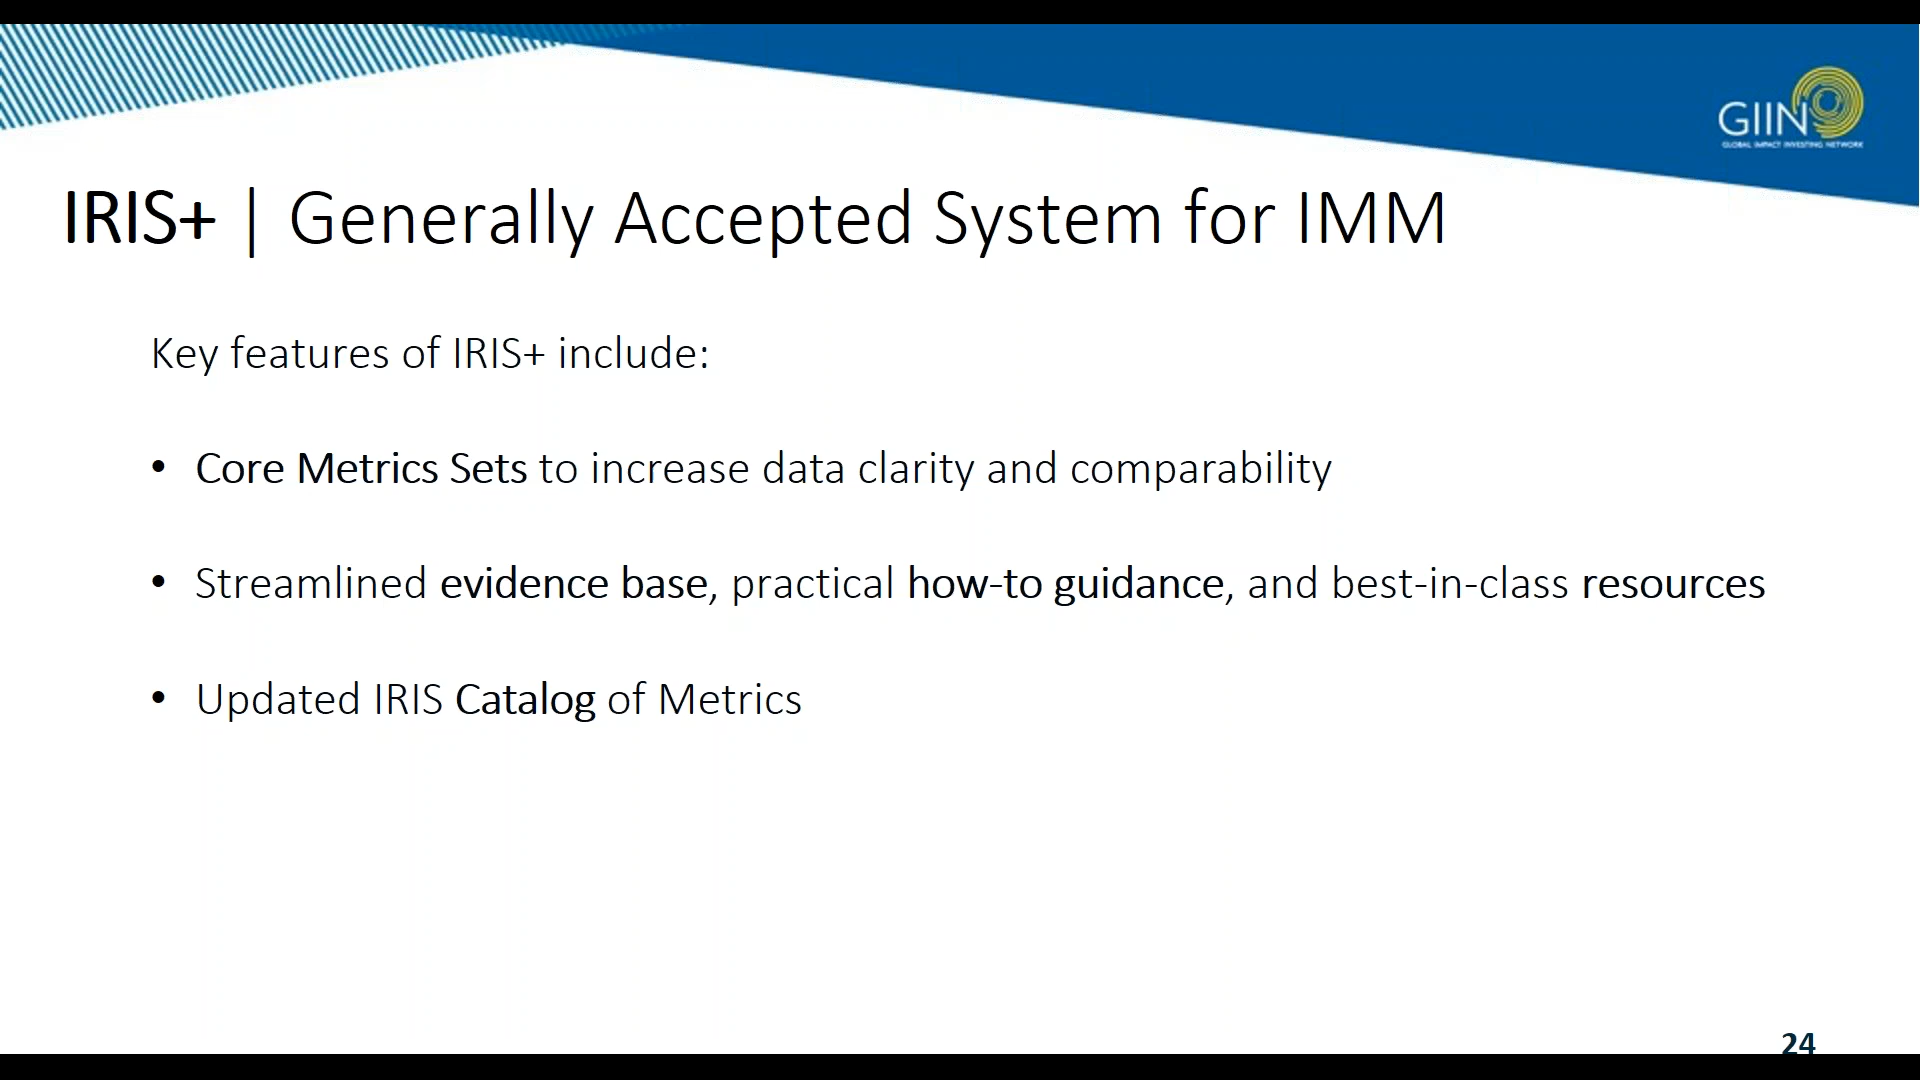 GIIN
GLOBAL IMPACT INVESTING NETWORK
IRIS+ | Generally Accepted System for IMM
Key features of IRIS+ include:
• Core Metrics Sets to increase data clarity and comparability
• Streamlined evidence base, practical how-to guidance, and best-in-class resources
• Updated IRIS Catalog of Metrics
24